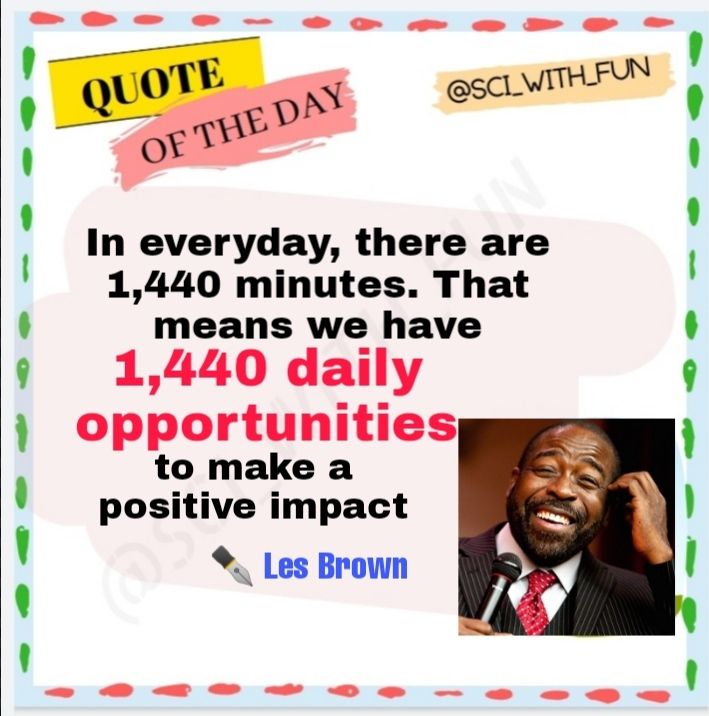 QUOTE
OF THE DAY
@SCI_WITH_FUN
In everyday, there are
1,440 minutes. That
means we have
1,440 daily
opportunities
to make a
positive impact
Les Brown
@SCI_WITH_FUN